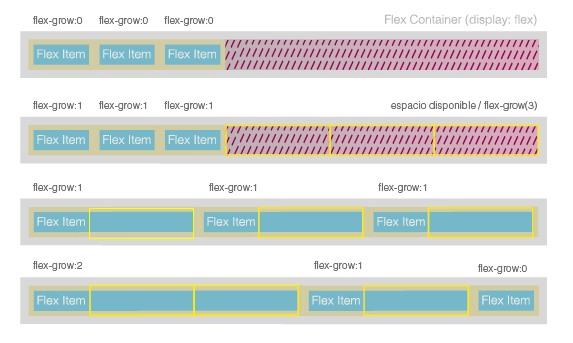 flex-grow:0 flex-grow:0 flex-grow:0 Flex Container (display: flex)
Flex Item Flex Item Flex Item
flex-grow:1 flex-grow:1 flex-grow:1 espacio disponible / flex-grow(3)
Flex Item Flex Item Flex Item
flex-grow:1 flex-grow:1 flex-grow:1
Flex Item Flex Item Flex Item
flex-grow:2 flex-grow:1 flex-grow:0
Flex Item Flex Item Flex Item